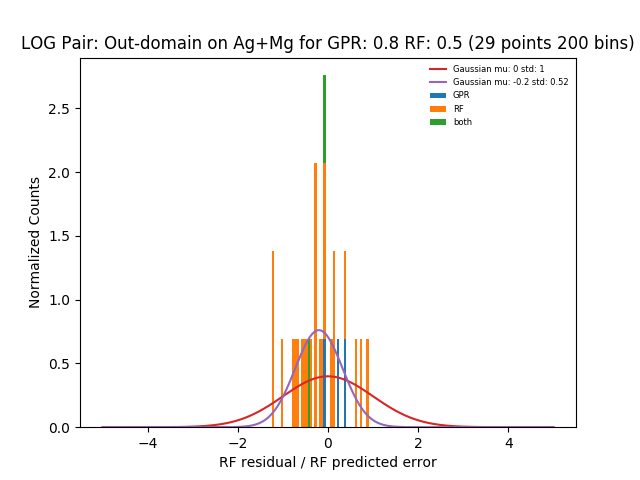 LOG Pair: Out-domain on Ag+Mg for GPR: 0.8 RF: 0.5 (29 points 200 bins)
Gaussian mu: 0 std: 1
Gaussian mu: -0.2 std: 0.52
GPR
RF
both
Normalized Counts
2.5
2.0
1.5
1.0
0.5
0.0
−4
−2
0
2
4
RF residual / RF predicted error